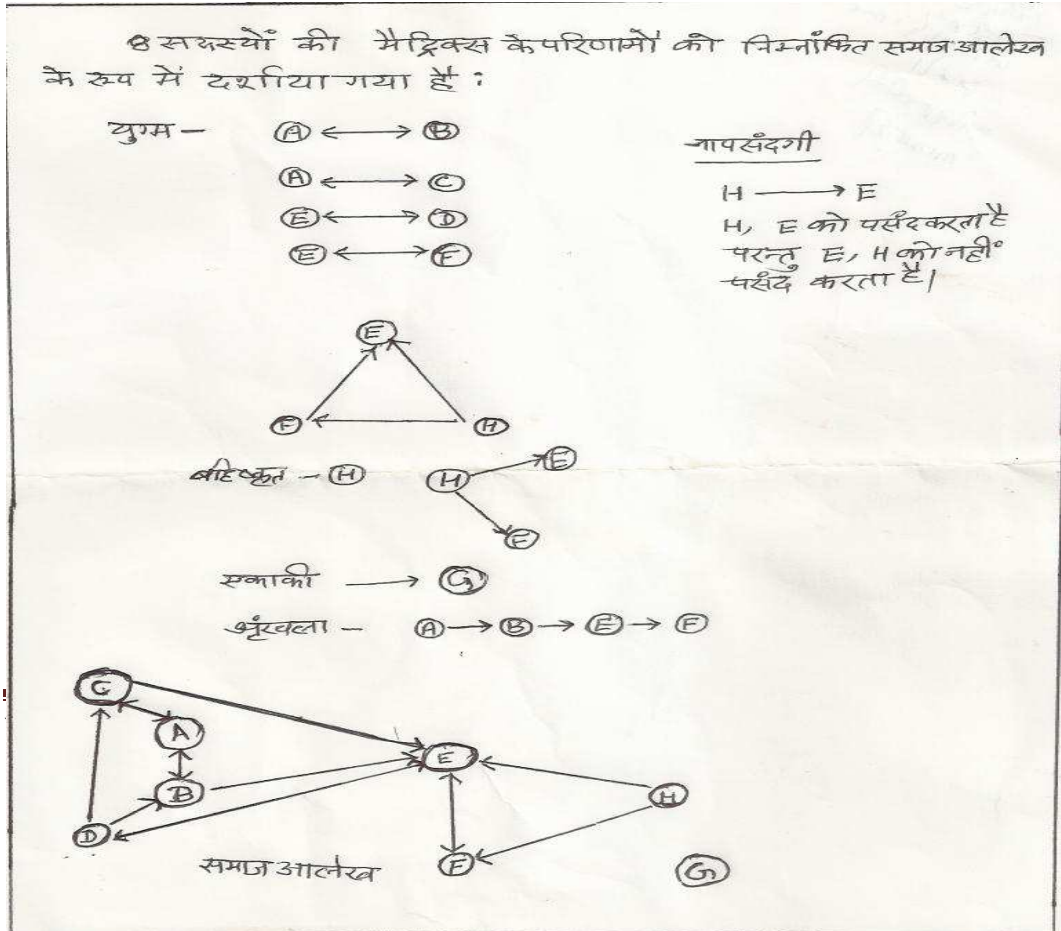 8 सदस्यों की मैट्रिक्स के परिणामों को निम्नांकित समाज आलेख
के रूप में दर्शाया गया है :
युग्म - A ⟷ B
A ⟷ C
E ⟷ D
E ⟷ F
नापसंदगी
H ⟶ E
H, E को पसंद करता है
परन्तु E, H को नहीं
पसंद करता है।
E
F H
बहिष्कृत - H H E
F
एकाकी ⟶ G
श्रृंखला - A → B → E → F
C
A
E
B
H
D
F
G
समाज आलेख